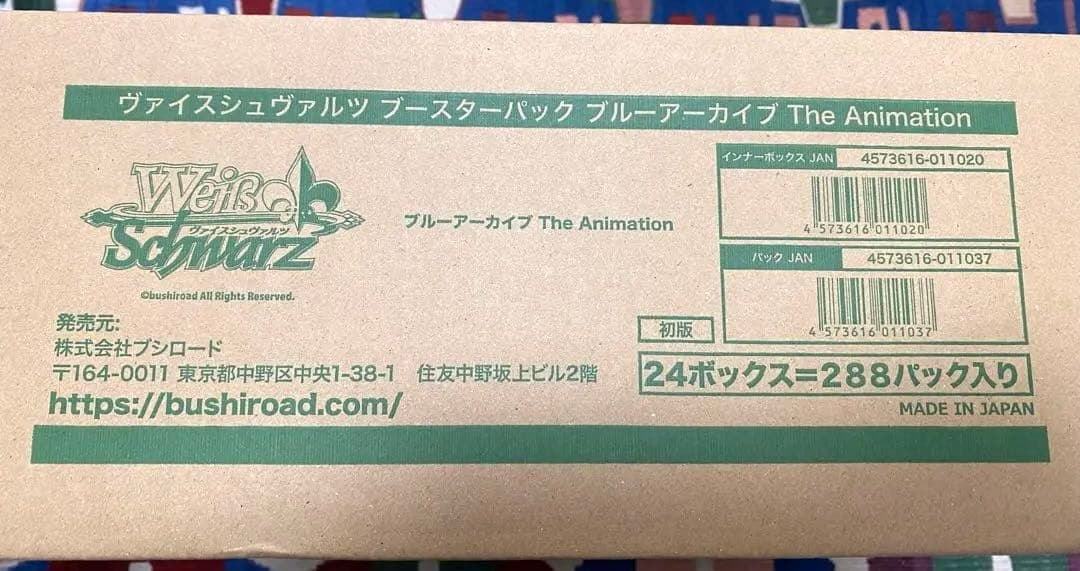 ヴァイスシュヴァルツ ブースターパック ブルーアーカイブ The Animation
Weiß
ヴァイスシュヴァルツ
Schwarz
©bushiroad All Rights Reserved.
ブルーアーカイブ The Animation
インナーボックス JAN 4573616-011020
4 573616 011020
パック JAN 4573616-011037
4 573616 011037
発売元:
株式会社ブシロード
〒164-0011 東京都中野区中央1-38-1 住友中野坂上ビル2階
https://bushiroad.com/
初版
24ボックス=288パック入り
MADE IN JAPAN